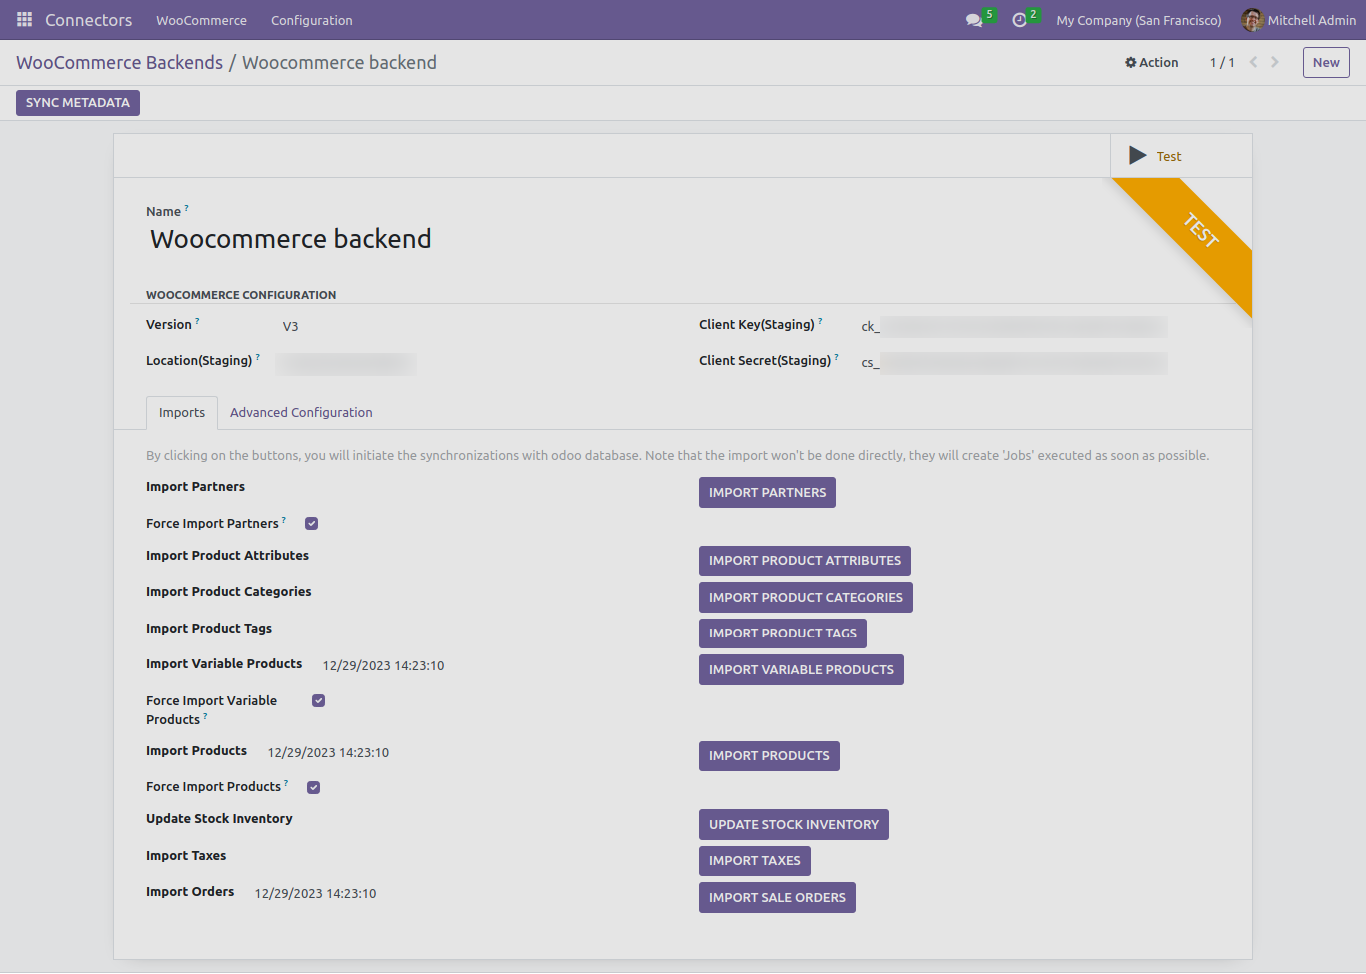 Connectors WooCommerce Configuration 5 2 My Company (San Francisco) Mitchell Admin
WooCommerce Backends / Woocommerce backend Action 1 / 1 New
SYNC METADATA
Test
TEST
Name ?
Woocommerce backend
WOOCOMMERCE CONFIGURATION
Version ? V3 Client Key(Staging) ? ck_
Location(Staging) ? Client Secret(Staging) ? cs_
Imports Advanced Configuration
By clicking on the buttons, you will initiate the synchronizations with odoo database. Note that the import won't be done directly, they will create 'Jobs' executed as soon as possible.
Import Partners IMPORT PARTNERS
Force Import Partners ?
Import Product Attributes IMPORT PRODUCT ATTRIBUTES
Import Product Categories IMPORT PRODUCT CATEGORIES
Import Product Tags IMPORT PRODUCT TAGS
Import Variable Products 12/29/2023 14:23:10 IMPORT VARIABLE PRODUCTS
Force Import Variable
Products ?
Import Products 12/29/2023 14:23:10 IMPORT PRODUCTS
Force Import Products ?
Update Stock Inventory UPDATE STOCK INVENTORY
Import Taxes IMPORT TAXES
Import Orders 12/29/2023 14:23:10 IMPORT SALE ORDERS